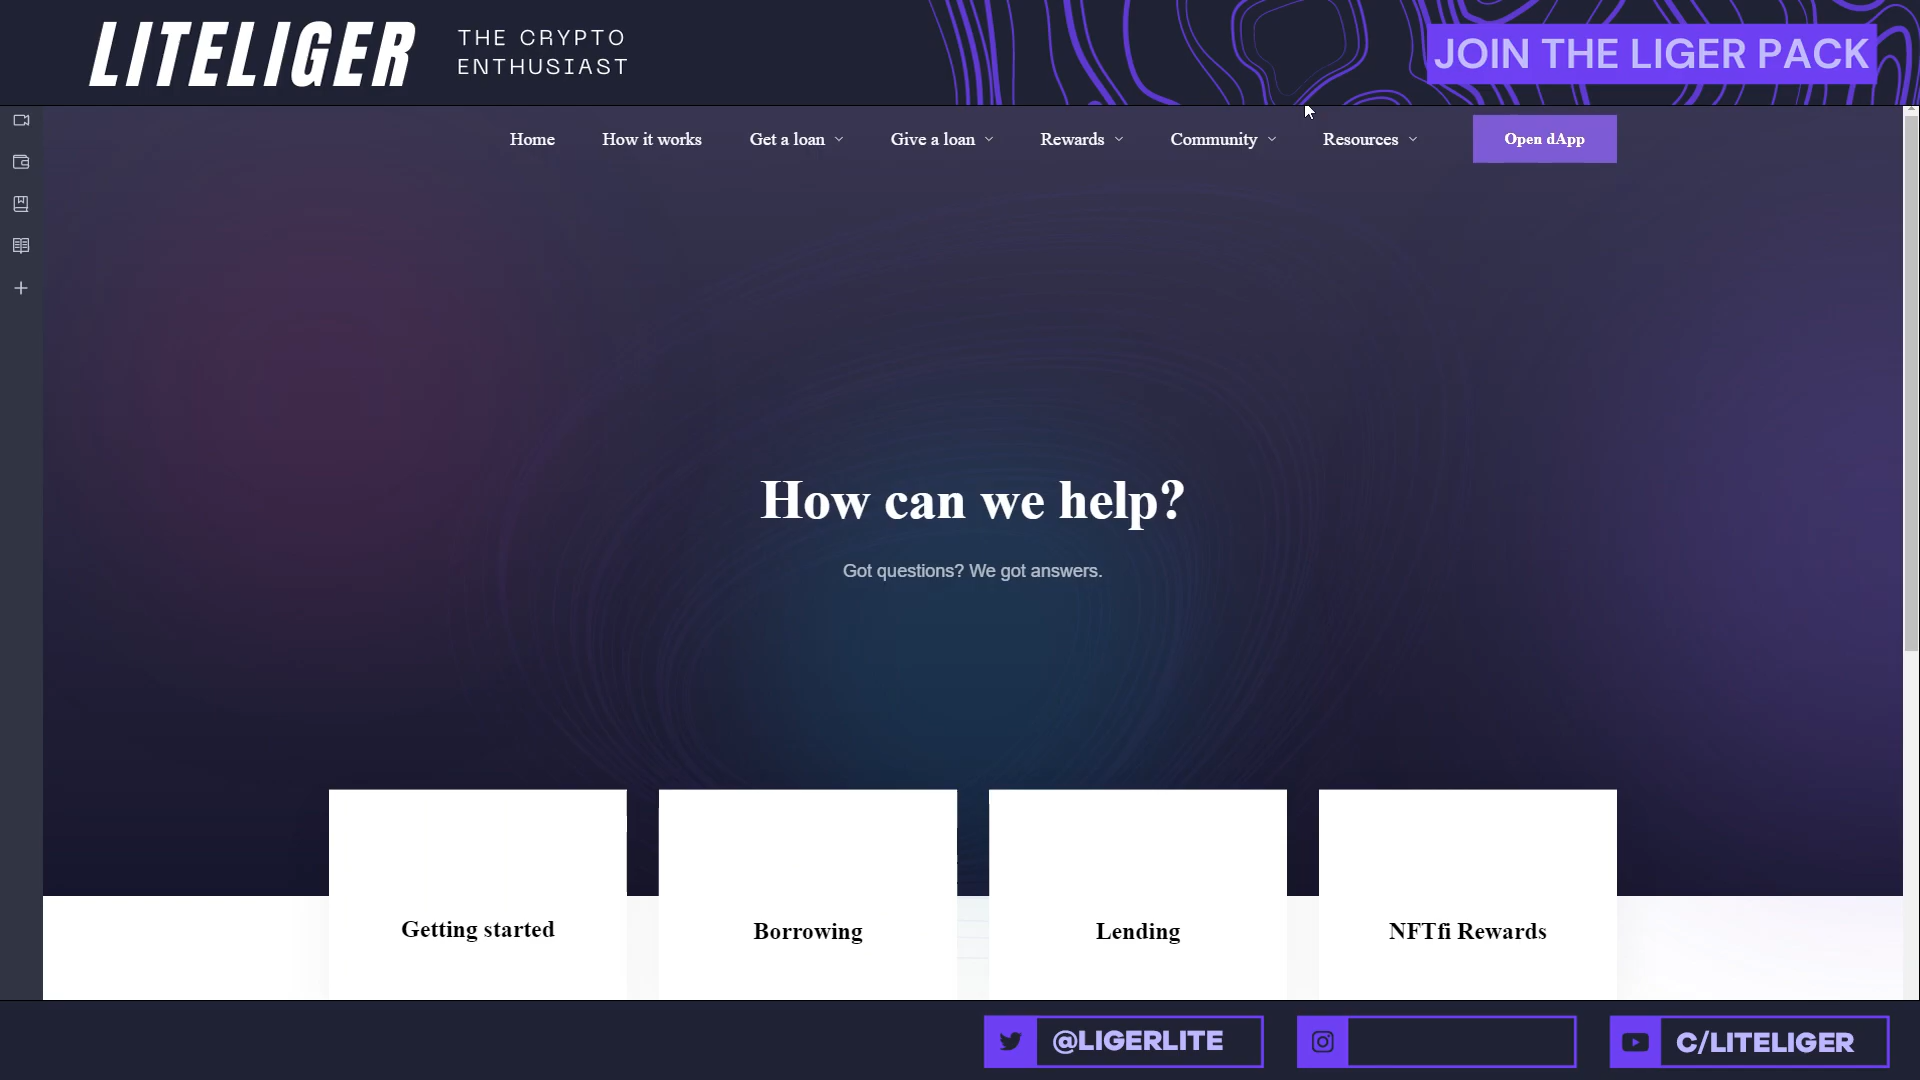 LITELIGER
THE CRYPTO
ENTHUSIAST
JOIN THE LIGER PACK
Home
How it works
Get a loan
Give a loan
Rewards
Community
Resources
Open dApp
How can we help?
Got questions? We got answers.
Getting started
Borrowing
Lending
NFTfi Rewards
@LIGERLITE
C/LITELIGER